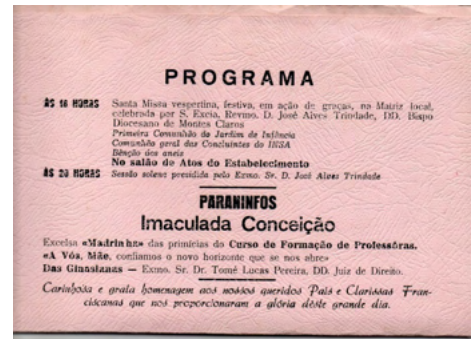 PROGRAMA
ÀS 16 HORAS Santa Missa vespertina, festiva, em ação de graças, na Matriz local,
celebrada por S. Excia, Revmo. D. José Alves Trindade, DD. Bispo
Diocesano de Montes Claros
Primeira Comunhão do Jardim de Infância
Comunhão geral das Concluintes do INSA
Bênção dos aneis
No salão de Atos do Estabelecimento
ÀS 20 HORAS Sessão solene presidida pelo Exmo. Sr. D. José Alves Trindade
PARANINFOS
Imaculada Conceição
Excelsa «Madrinha» das primícias do Curso de Formação de Professôras.
«A Vós, Mãe, confiamos o novo horizonte que se nos abre»
Das Ginasianas — Exmo. Sr. Dr. Tomé Lucas Pereira, DD. Juiz de Direito.
Carinhosa e grata homenagem aos nossos queridos Pais e Clarissas Fran-
ciscanas que nos proporcionaram a glória dêste grande dia.